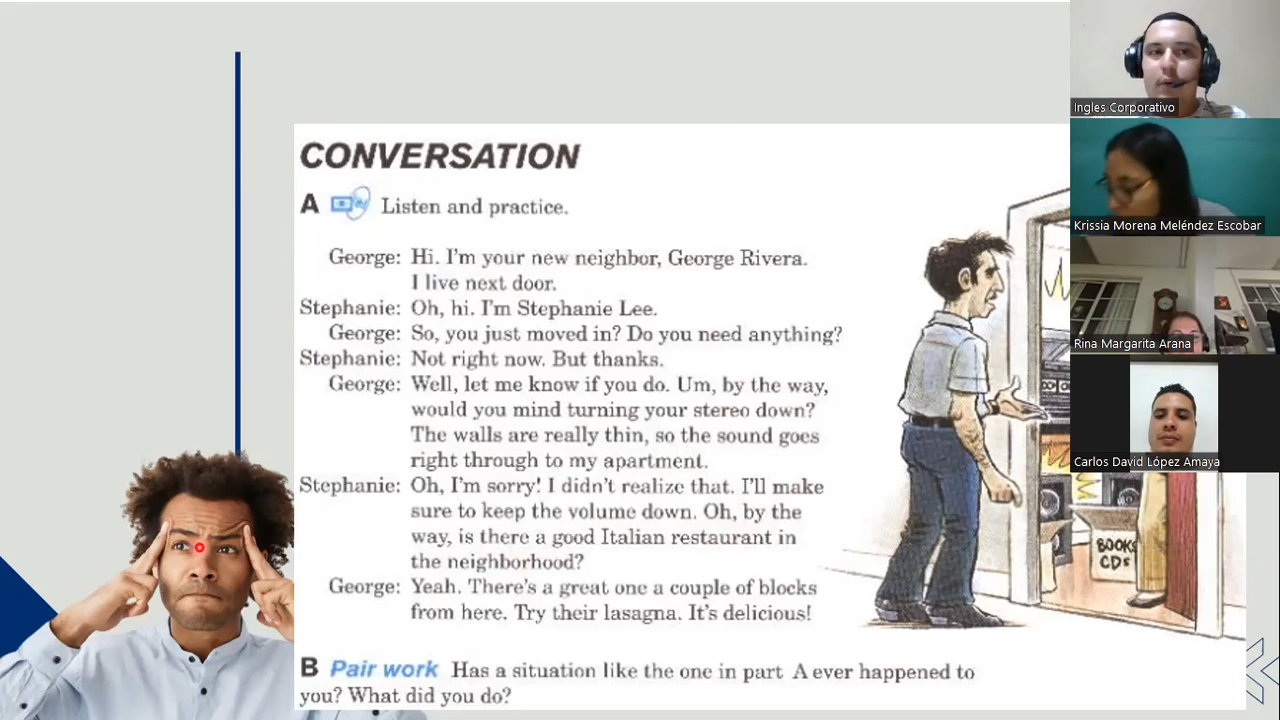 CONVERSATION
A Listen and practice.
George: Hi. I'm your new neighbor, George Rivera.
I live next door.
Stephanie: Oh, hi. I'm Stephanie Lee.
George: So, you just moved in? Do you need anything?
Stephanie: Not right now. But thanks.
George: Well, let me know if you do. Um, by the way,
would you mind turning your stereo down?
The walls are really thin, so the sound goes
right through to my apartment.
Stephanie: Oh, I'm sorry! I didn't realize that. I'll make
sure to keep the volume down. Oh, by the
way, is there a good Italian restaurant in
the neighborhood?
George: Yeah. There's a great one a couple of blocks
from here. Try their lasagna. It's delicious!
BOOKS
CDs
B Pair work Has a situation like the one in part A ever happened to
you? What did you do?
Ingles Corporativo
Krissia Morena Meléndez Escobar
Rina Margarita Arana
Carlos David López Amaya